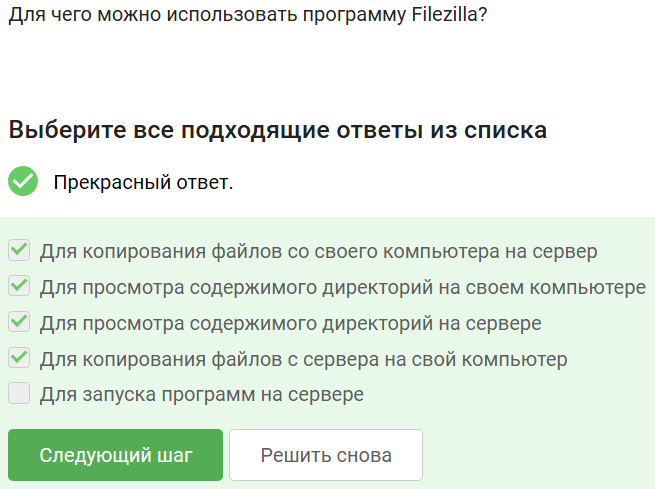 Для чего можно использовать программу Filezilla?
Выберите все подходящие ответы из списка
Прекрасный ответ.
Для копирования файлов со своего компьютера на сервер
Для просмотра содержимого директорий на своем компьютере
Для просмотра содержимого директорий на сервере
Для копирования файлов с сервера на свой компьютер
Для запуска программ на сервере
Следующий шаг Решить снова